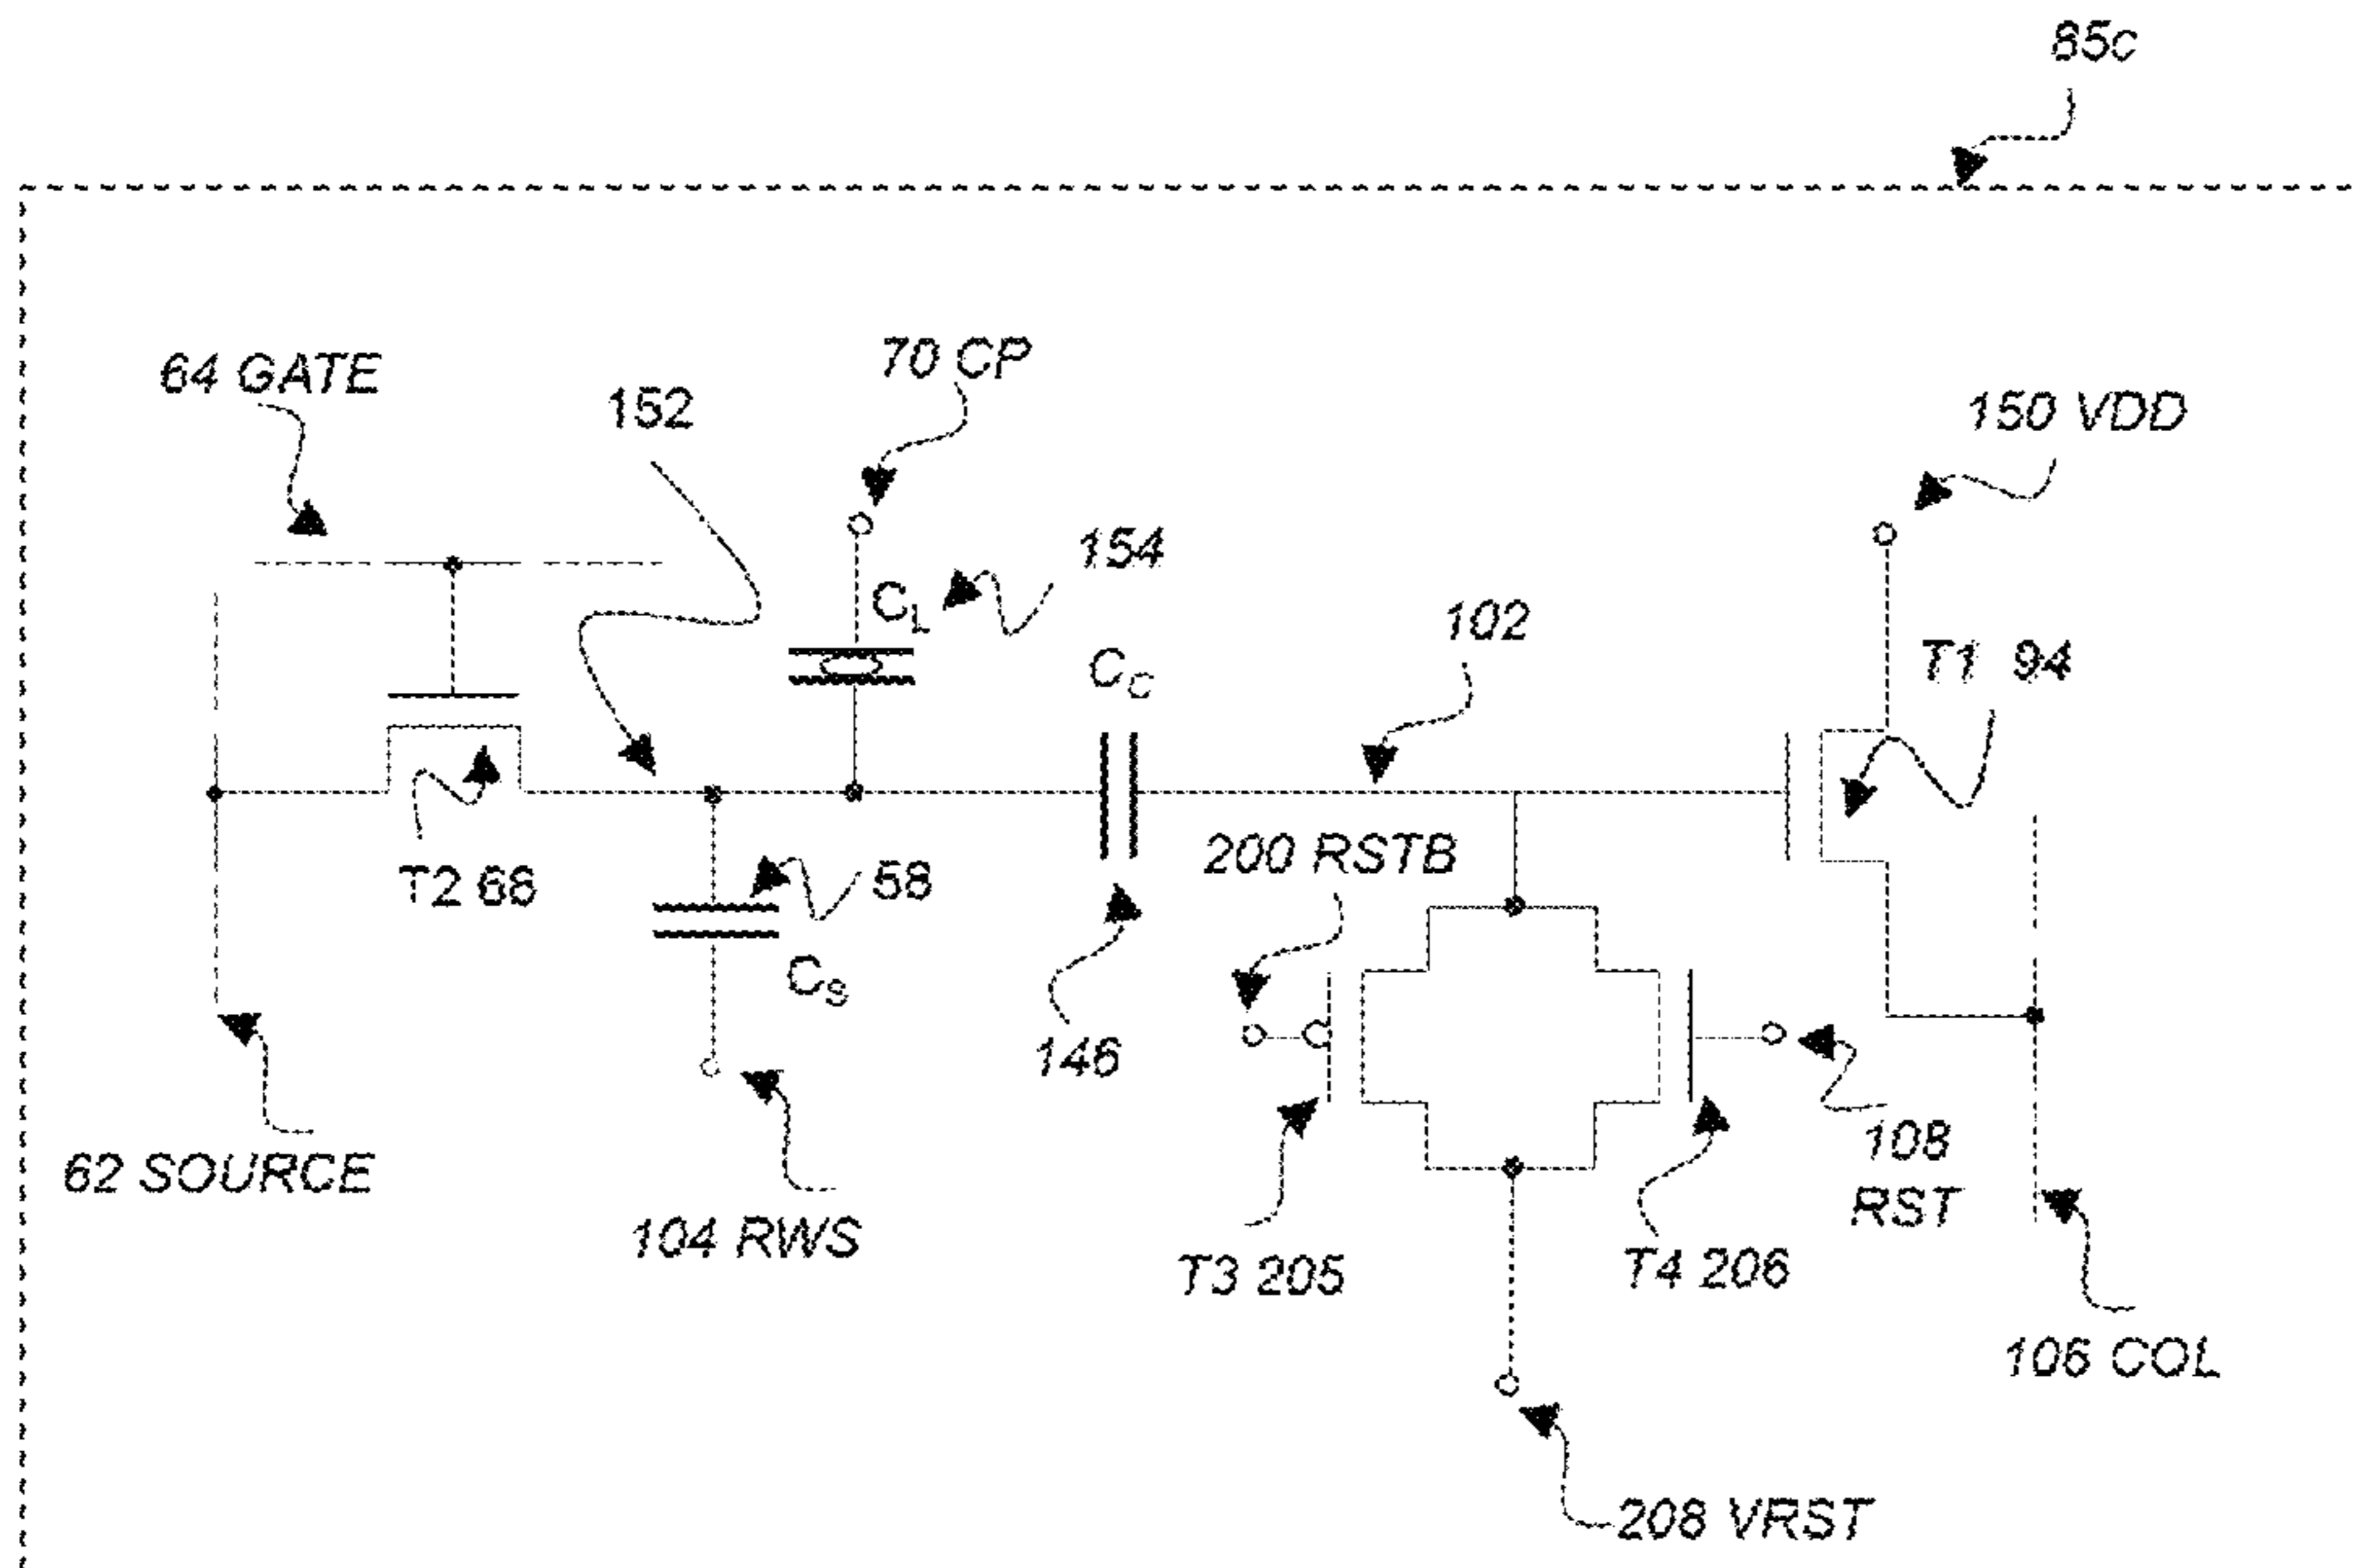 85c
64 GATE
152
70 CP
150 VDD
154
CL
102
CC
T1 94
200 RSTB
T2 68
58
CS
146
108
RST
62 SOURCE
104 RWS
T3 205
T4 206
106 COL
208 VRST